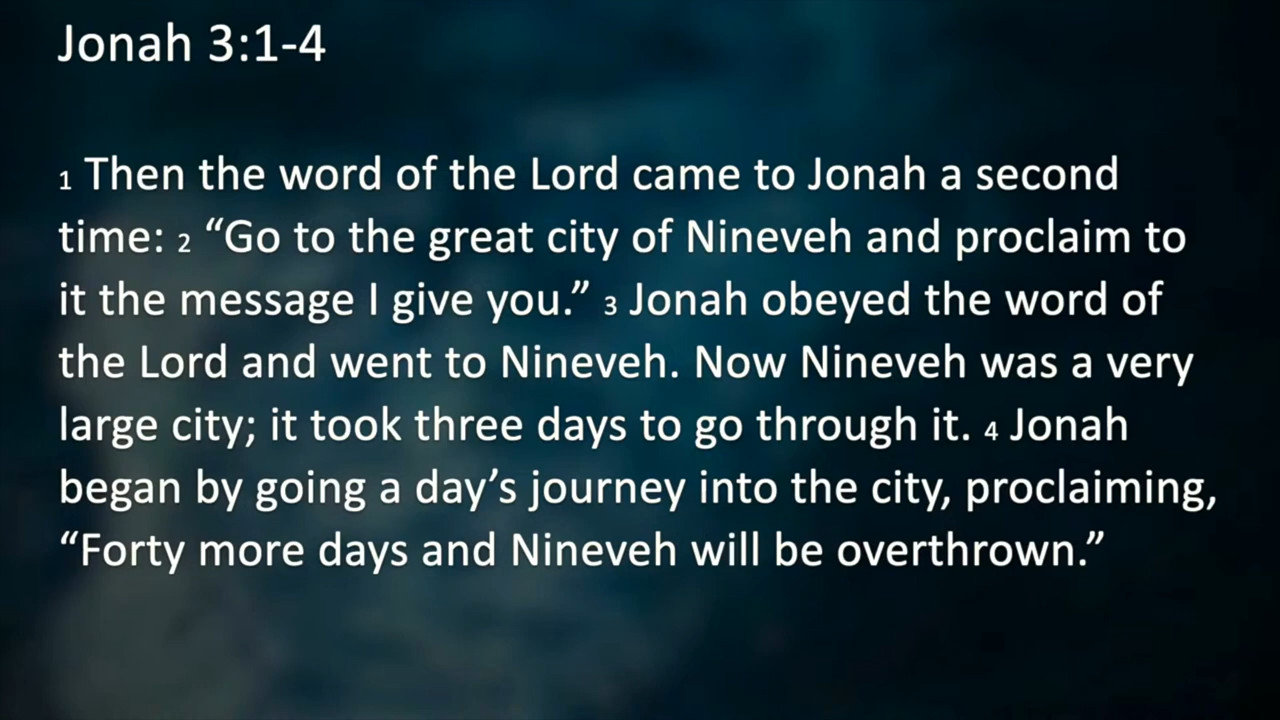 Jonah 3:1-4
1 Then the word of the Lord came to Jonah a second
time: 2 “Go to the great city of Nineveh and proclaim to
it the message I give you.” 3 Jonah obeyed the word of
the Lord and went to Nineveh. Now Nineveh was a very
large city; it took three days to go through it. 4 Jonah
began by going a day’s journey into the city, proclaiming,
“Forty more days and Nineveh will be overthrown.”